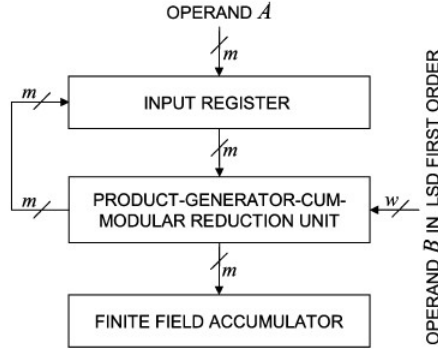 OPERAND A
m
m
INPUT REGISTER
m
PRODUCT-GENERATOR-CUM-
MODULAR REDUCTION UNIT
m
w
m
FINITE FIELD ACCUMULATOR
OPERAND B IN LSD FIRST ORDER